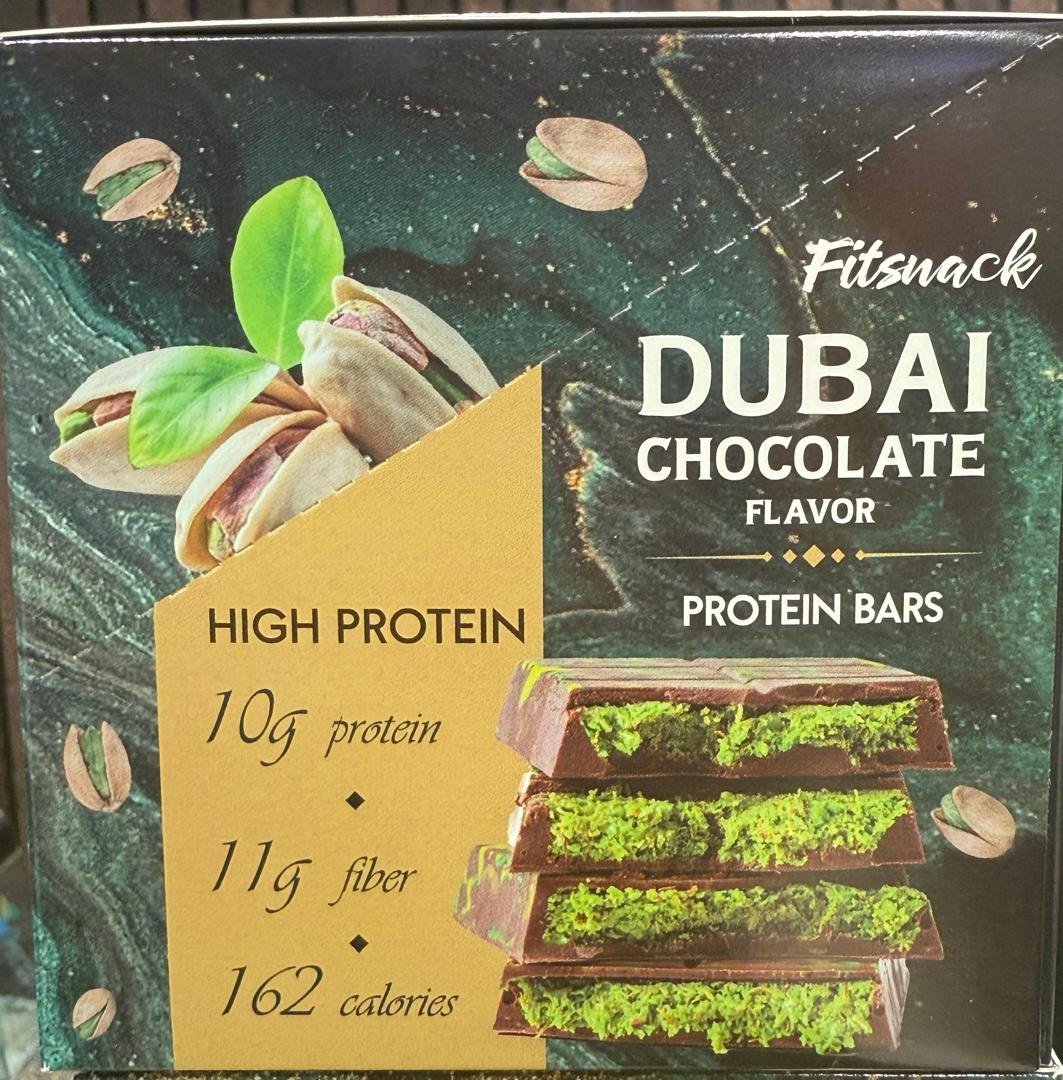 Fitsnack
DUBAI
CHOCOLATE
FLAVOR
PROTEIN BARS
HIGH PROTEIN
10g protein
11g fiber
162 calories